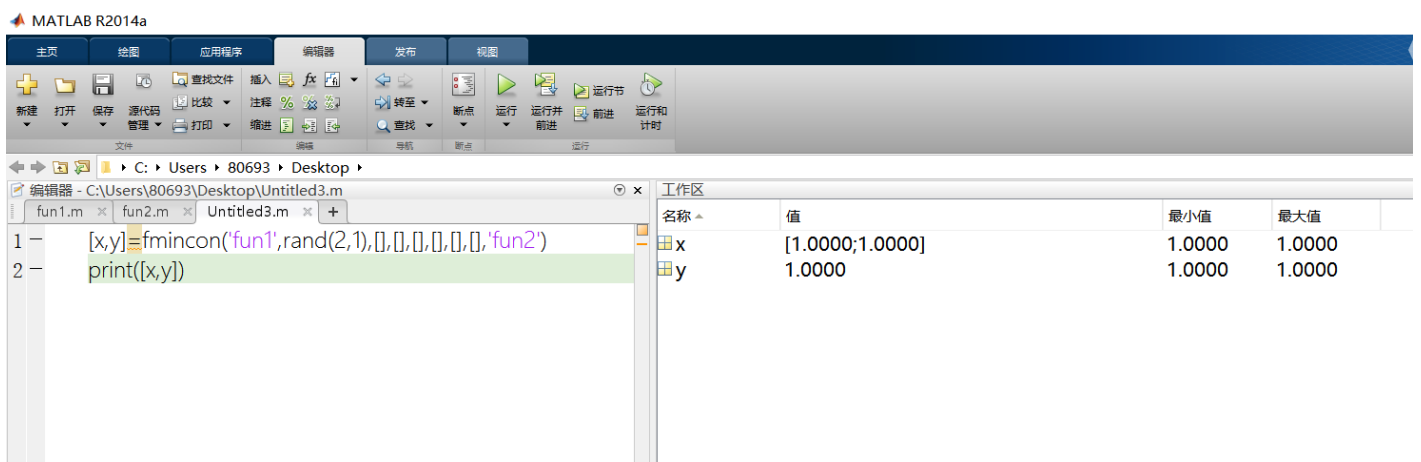 MATLAB R2014a
主页 绘图 应用程序 编辑器 发布 视图
查找文件 插入 fx 运行节
新建 打开 保存 源代码管理 比较 注释 转至 断点 运行 运行并前进 前进 运行和计时
打印 缩进 查找
文件 编辑 导航 断点 运行
C: Users 80693 Desktop
编辑器 - C:\Users\80693\Desktop\Untitled3.m
工作区
fun1.m fun2.m Untitled3.m +
名称 值 最小值 最大值
1 [x,y]=fmincon('fun1',rand(2,1),[],[],[],[],[],[],'fun2')
x [1.0000;1.0000] 1.0000 1.0000
2 print([x,y])
y 1.0000 1.0000 1.0000